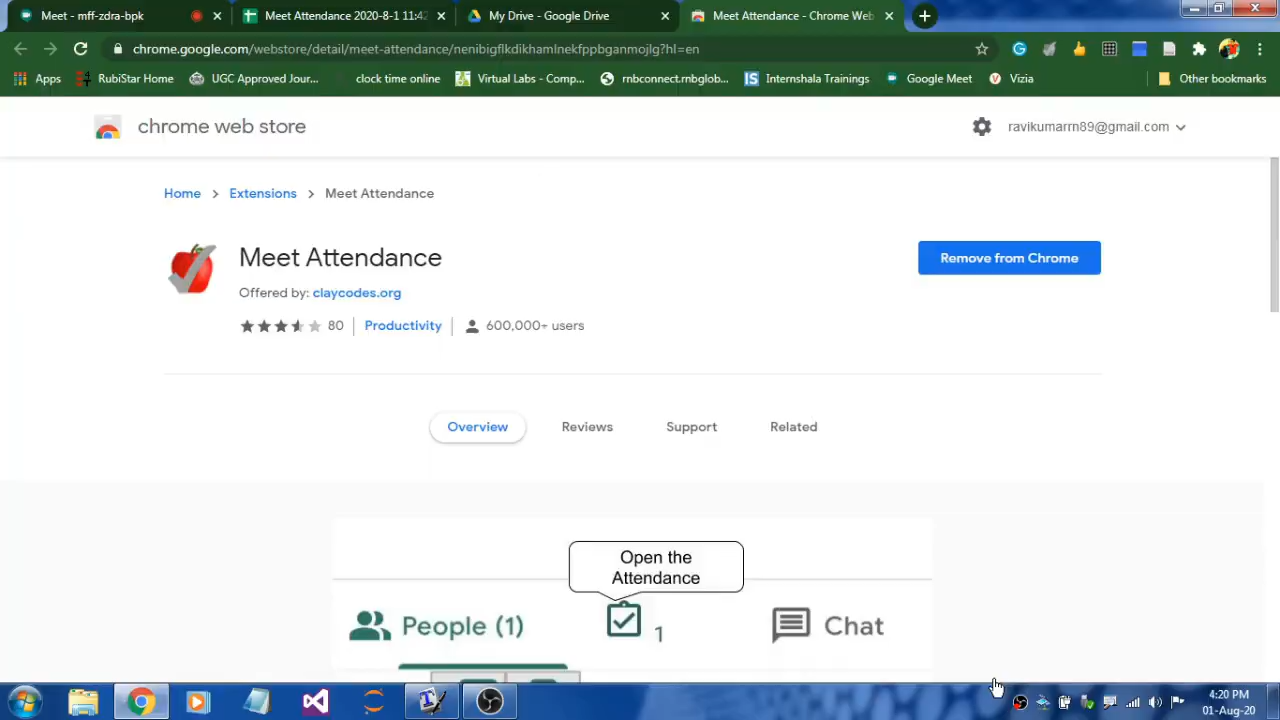 Meet - mff-zdra-bpk
Meet Attendance 2020-8-1 11:42
My Drive - Google Drive
Meet Attendance - Chrome Web
chrome.google.com/webstore/detail/meet-attendance/nenibigflkdikhamlnekfppbganmojlg?hl=en
Apps
RubiStar Home
UGC Approved Jour...
clock time online
Virtual Labs - Comp...
rnbconnect.rnbglob...
IS
Internshala Trainings
Google Meet
Vizia
Other bookmarks
chrome web store
ravikumarrn89@gmail.com
Home > Extensions > Meet Attendance
Meet Attendance
Remove from Chrome
Offered by: claycodes.org
80
Productivity
600,000+ users
Overview
Reviews
Support
Related
Open the
Attendance
People (1)
1
Chat
4:20 PM
01-Aug-20